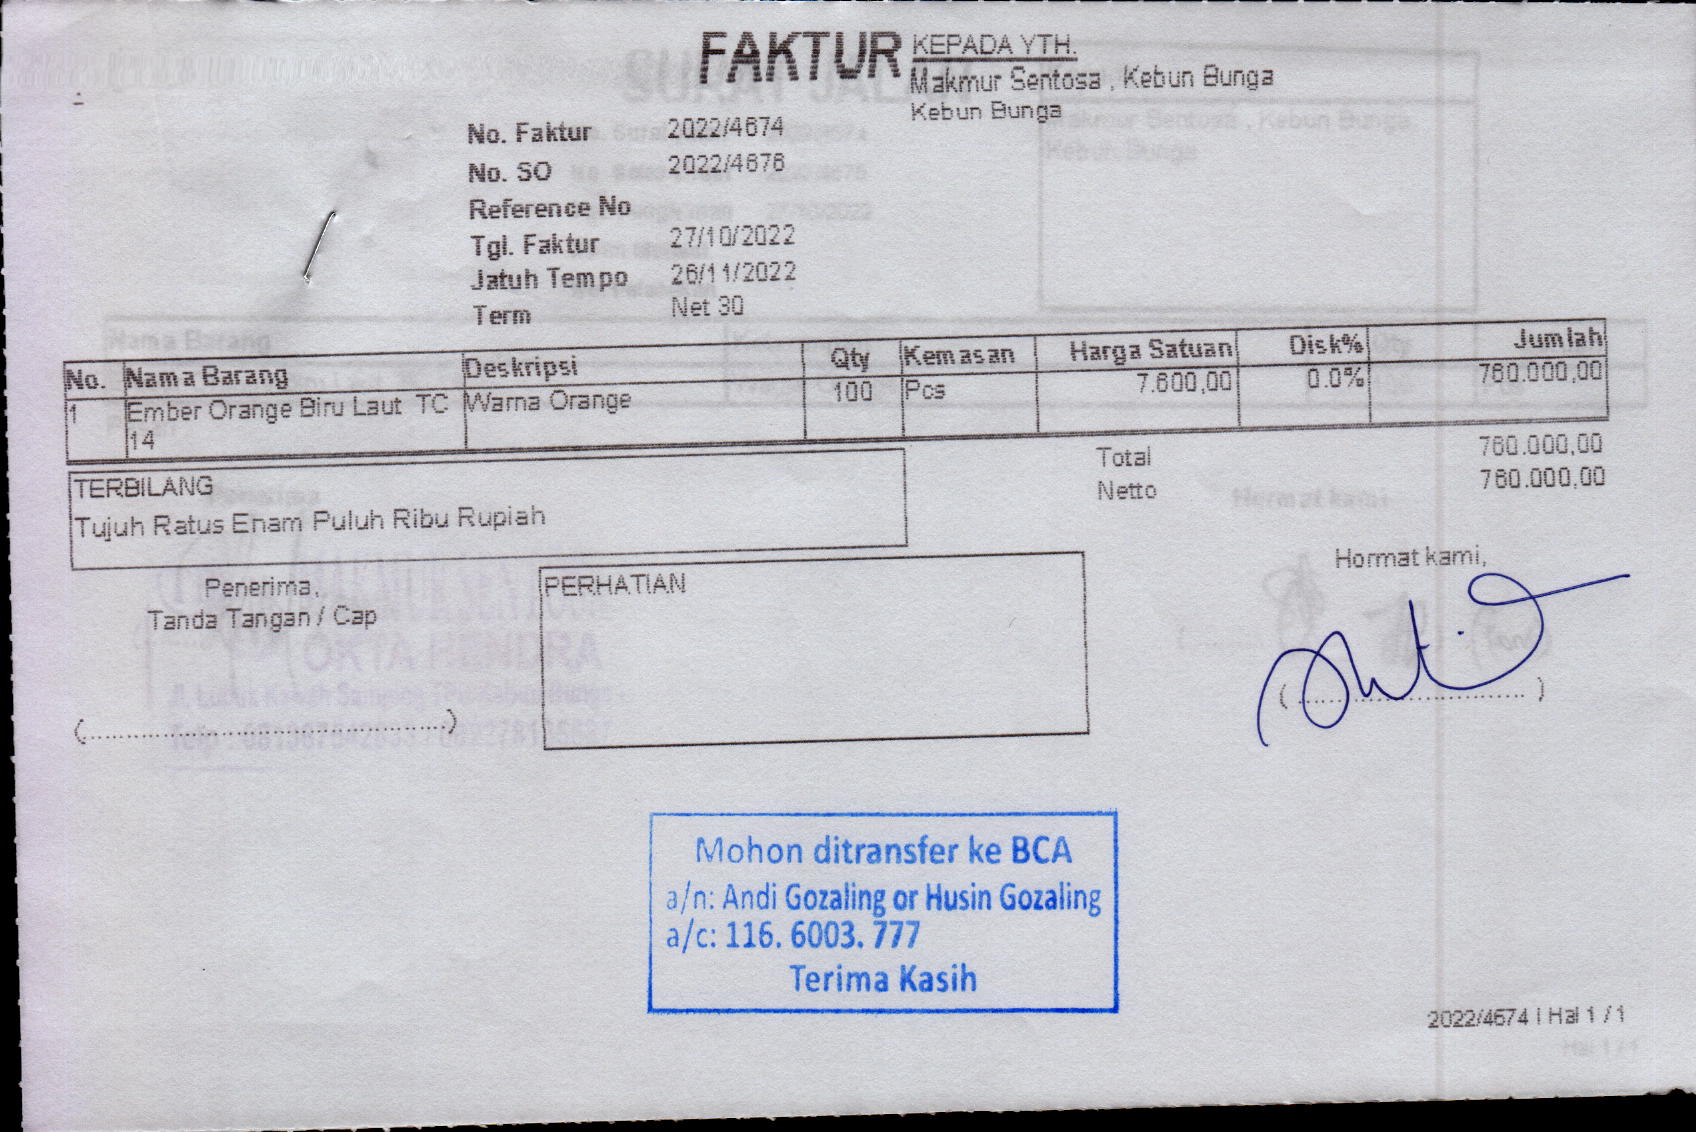 FAKTUR
KEPADA YTH.
Makmur Sentosa , Kebun Bunga
Kebun Bunga
No. Faktur 2022/4674
No. SO 2022/4676
Reference No
Tgl. Faktur 27/10/2022
Jatuh Tempo 26/11/2022
Term Net 30
No. Nama Barang Deskripsi Qty Kemasan Harga Satuan Disk% Jumlah
1 Ember Orange Biru Laut TC Warna Orange 100 Pcs 7.600,00 0.0% 760.000,00
14
Total 760.000,00
Netto 760.000,00
TERBILANG
Tujuh Ratus Enam Puluh Ribu Rupiah
Penerima,
Tanda Tangan / Cap
(........................................................)
PERHATIAN
Hormat kami,
(....................................)
Mohon ditransfer ke BCA
a/n: Andi Gozaling or Husin Gozaling
a/c: 116. 6003. 777
Terima Kasih
2022/4674 | Hal 1 / 1